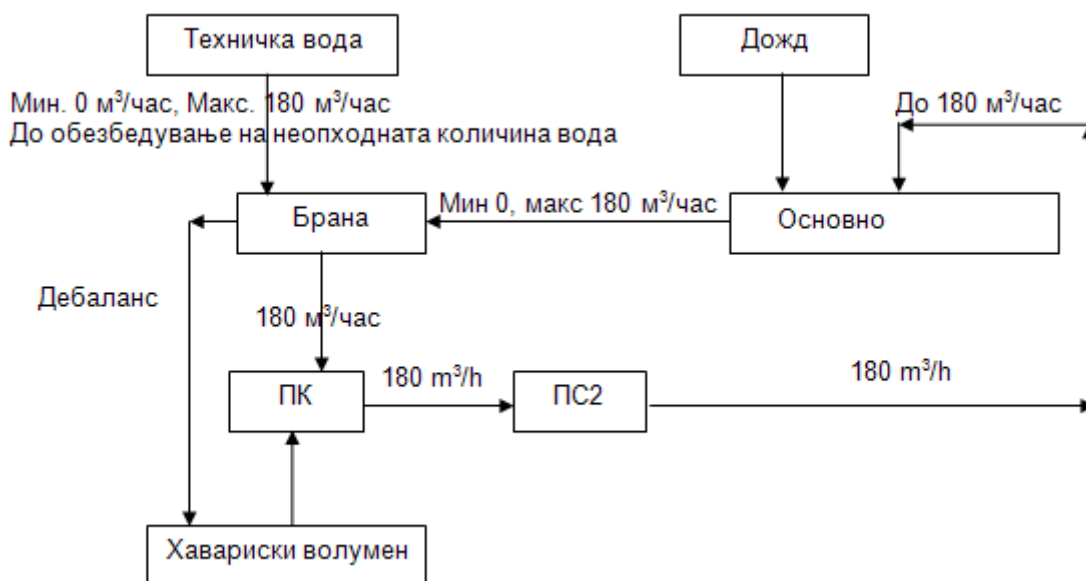 Техничка вода
Дожд
Мин. 0 м³/час, Макс. 180 м³/час
До обезбедување на неопходната количина вода
До 180 м³/час
Брана
Мин 0, макс 180 м³/час
Основно
Дебаланс
180 м³/час
ПК
180 m³/h
ПС2
180 m³/h
Хавариски волумен